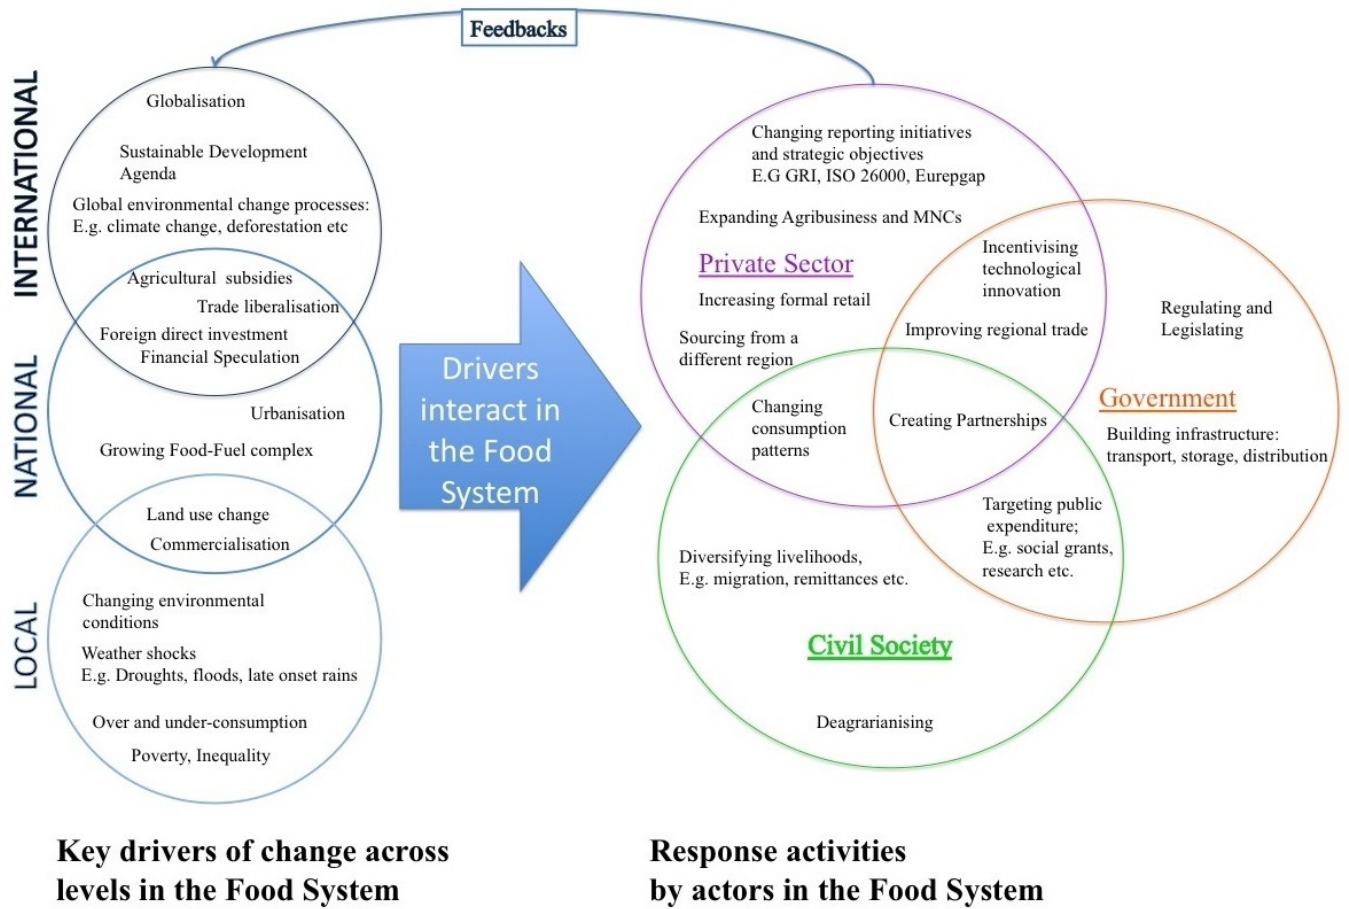 Feedbacks
INTERNATIONAL
Globalisation
Sustainable Development
Agenda
Global environmental change processes:
E.g. climate change, deforestation etc
Agricultural subsidies
Trade liberalisation
Foreign direct investment
Financial Speculation
NATIONAL
Urbanisation
Growing Food-Fuel complex
Land use change
Commercialisation
LOCAL
Changing environmental
conditions
Weather shocks
E.g. Droughts, floods, late onset rains
Over and under-consumption
Poverty, Inequality
Drivers
interact in
the Food
System
Changing reporting initiatives
and strategic objectives
E.G GRI, ISO 26000, Eurepgap
Expanding Agribusiness and MNCs
Private Sector
Increasing formal retail
Sourcing from a
different region
Incentivising
technological
innovation
Improving regional trade
Regulating and
Legislating
Government
Building infrastructure:
transport, storage, distribution
Changing
consumption
patterns
Creating Partnerships
Targeting public
expenditure;
E.g. social grants,
research etc.
Diversifying livelihoods,
E.g. migration, remittances etc.
Civil Society
Deagrarianising
Key drivers of change across
levels in the Food System
Response activities
by actors in the Food System